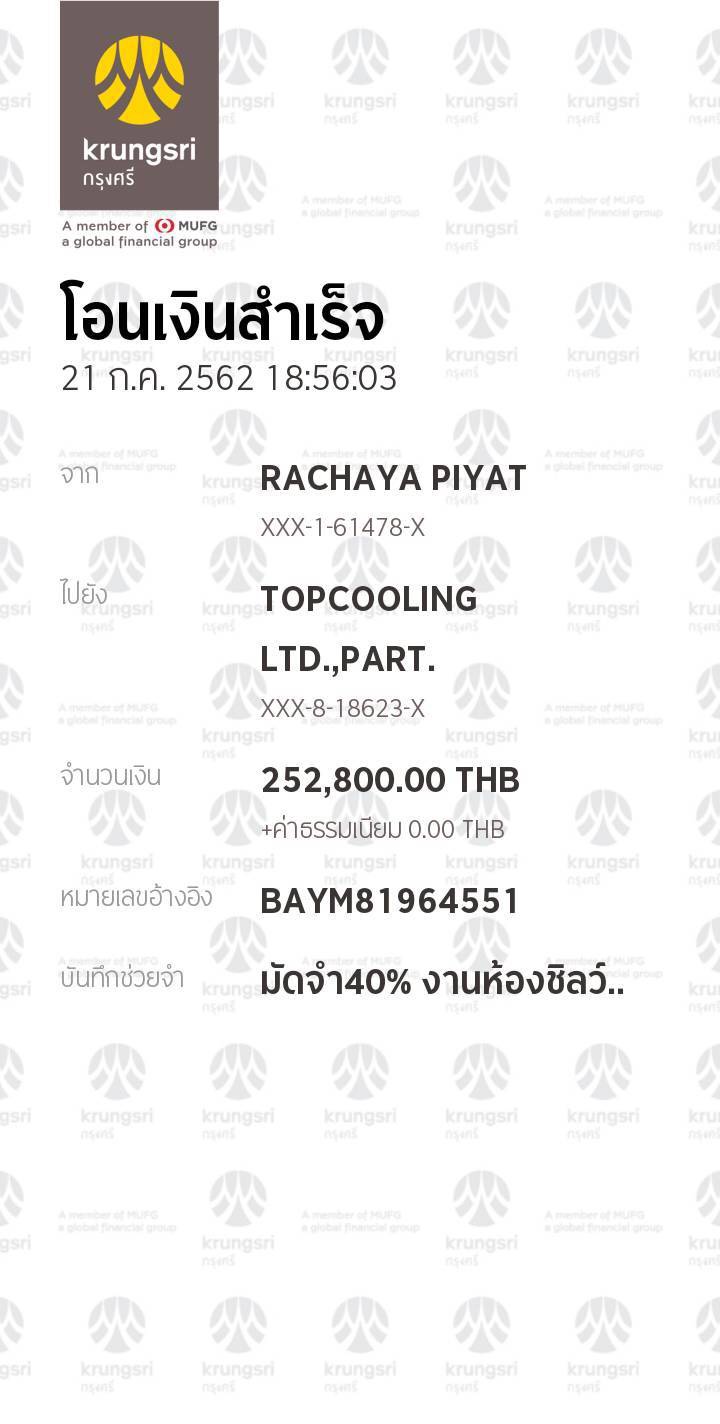 krungsri
กรุงศรี
A member of MUFG
a global financial group
โอนเงินสำเร็จ
21 ก.ค. 2562 18:56:03
จาก RACHAYA PIYAT
XXX-1-61478-X
ไปยัง TOPCOOLING
LTD.,PART.
XXX-8-18623-X
จำนวนเงิน 252,800.00 THB
+ค่าธรรมเนียม 0.00 THB
หมายเลขอ้างอิง BAYM81964551
บันทึกช่วยจำ มัดจำ40% งานห้องชิลว์..